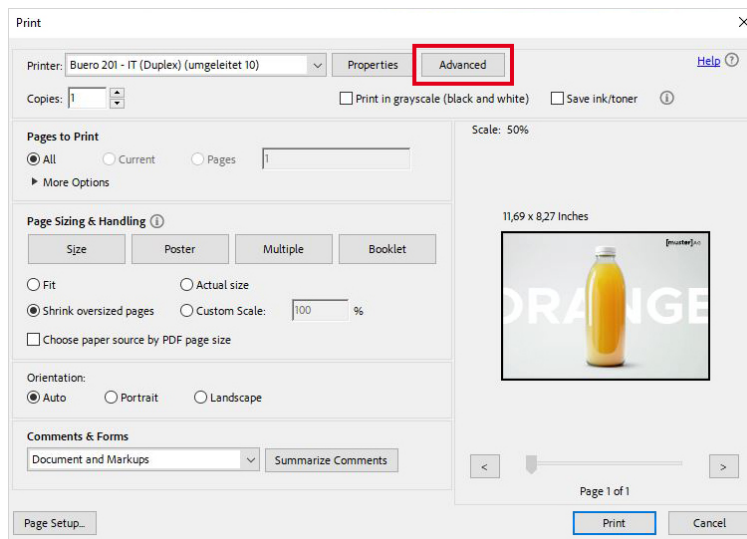 Print
Printer: Buero 201 - IT (Duplex) (umgeleitet 10) Properties Advanced Help
Copies: 1 Print in grayscale (black and white) Save ink/toner
Pages to Print
All Current Pages 1
More Options
Page Sizing & Handling
Size Poster Multiple Booklet
Fit Actual size
Shrink oversized pages Custom Scale: 100 %
Choose paper source by PDF page size
Orientation:
Auto Portrait Landscape
Comments & Forms
Document and Markups Summarize Comments
Scale: 50%
11,69 x 8,27 Inches
[muster]AG
ORANGE
< >
Page 1 of 1
Page Setup... Print Cancel